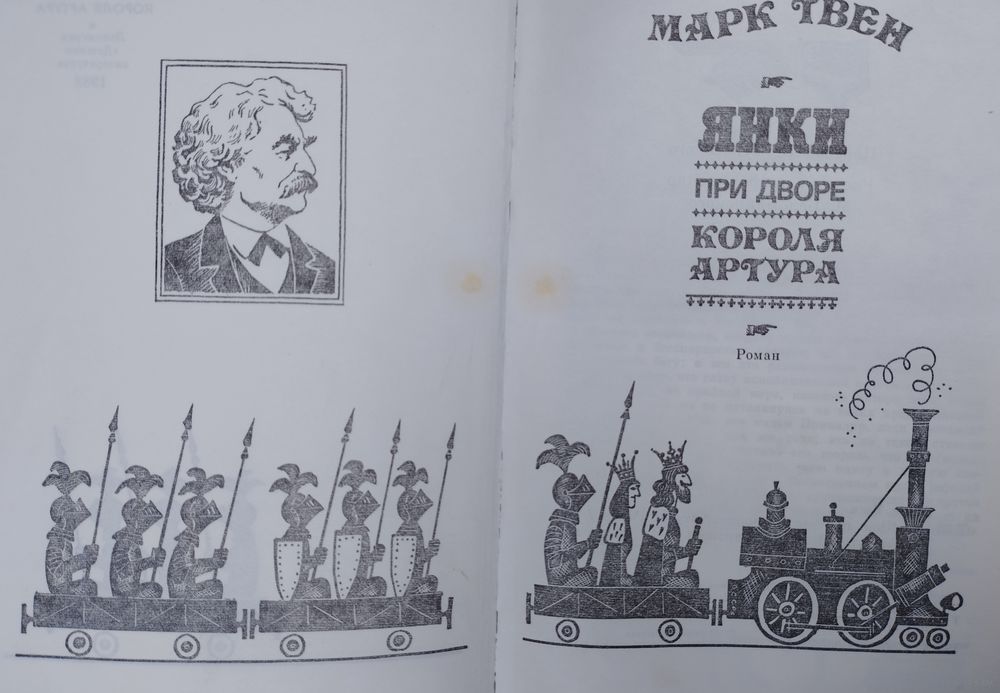 МАРК ТВЕН
ЯНКИ
ПРИ ДВОРЕ
КОРОЛЯ
АРТУРА
Роман